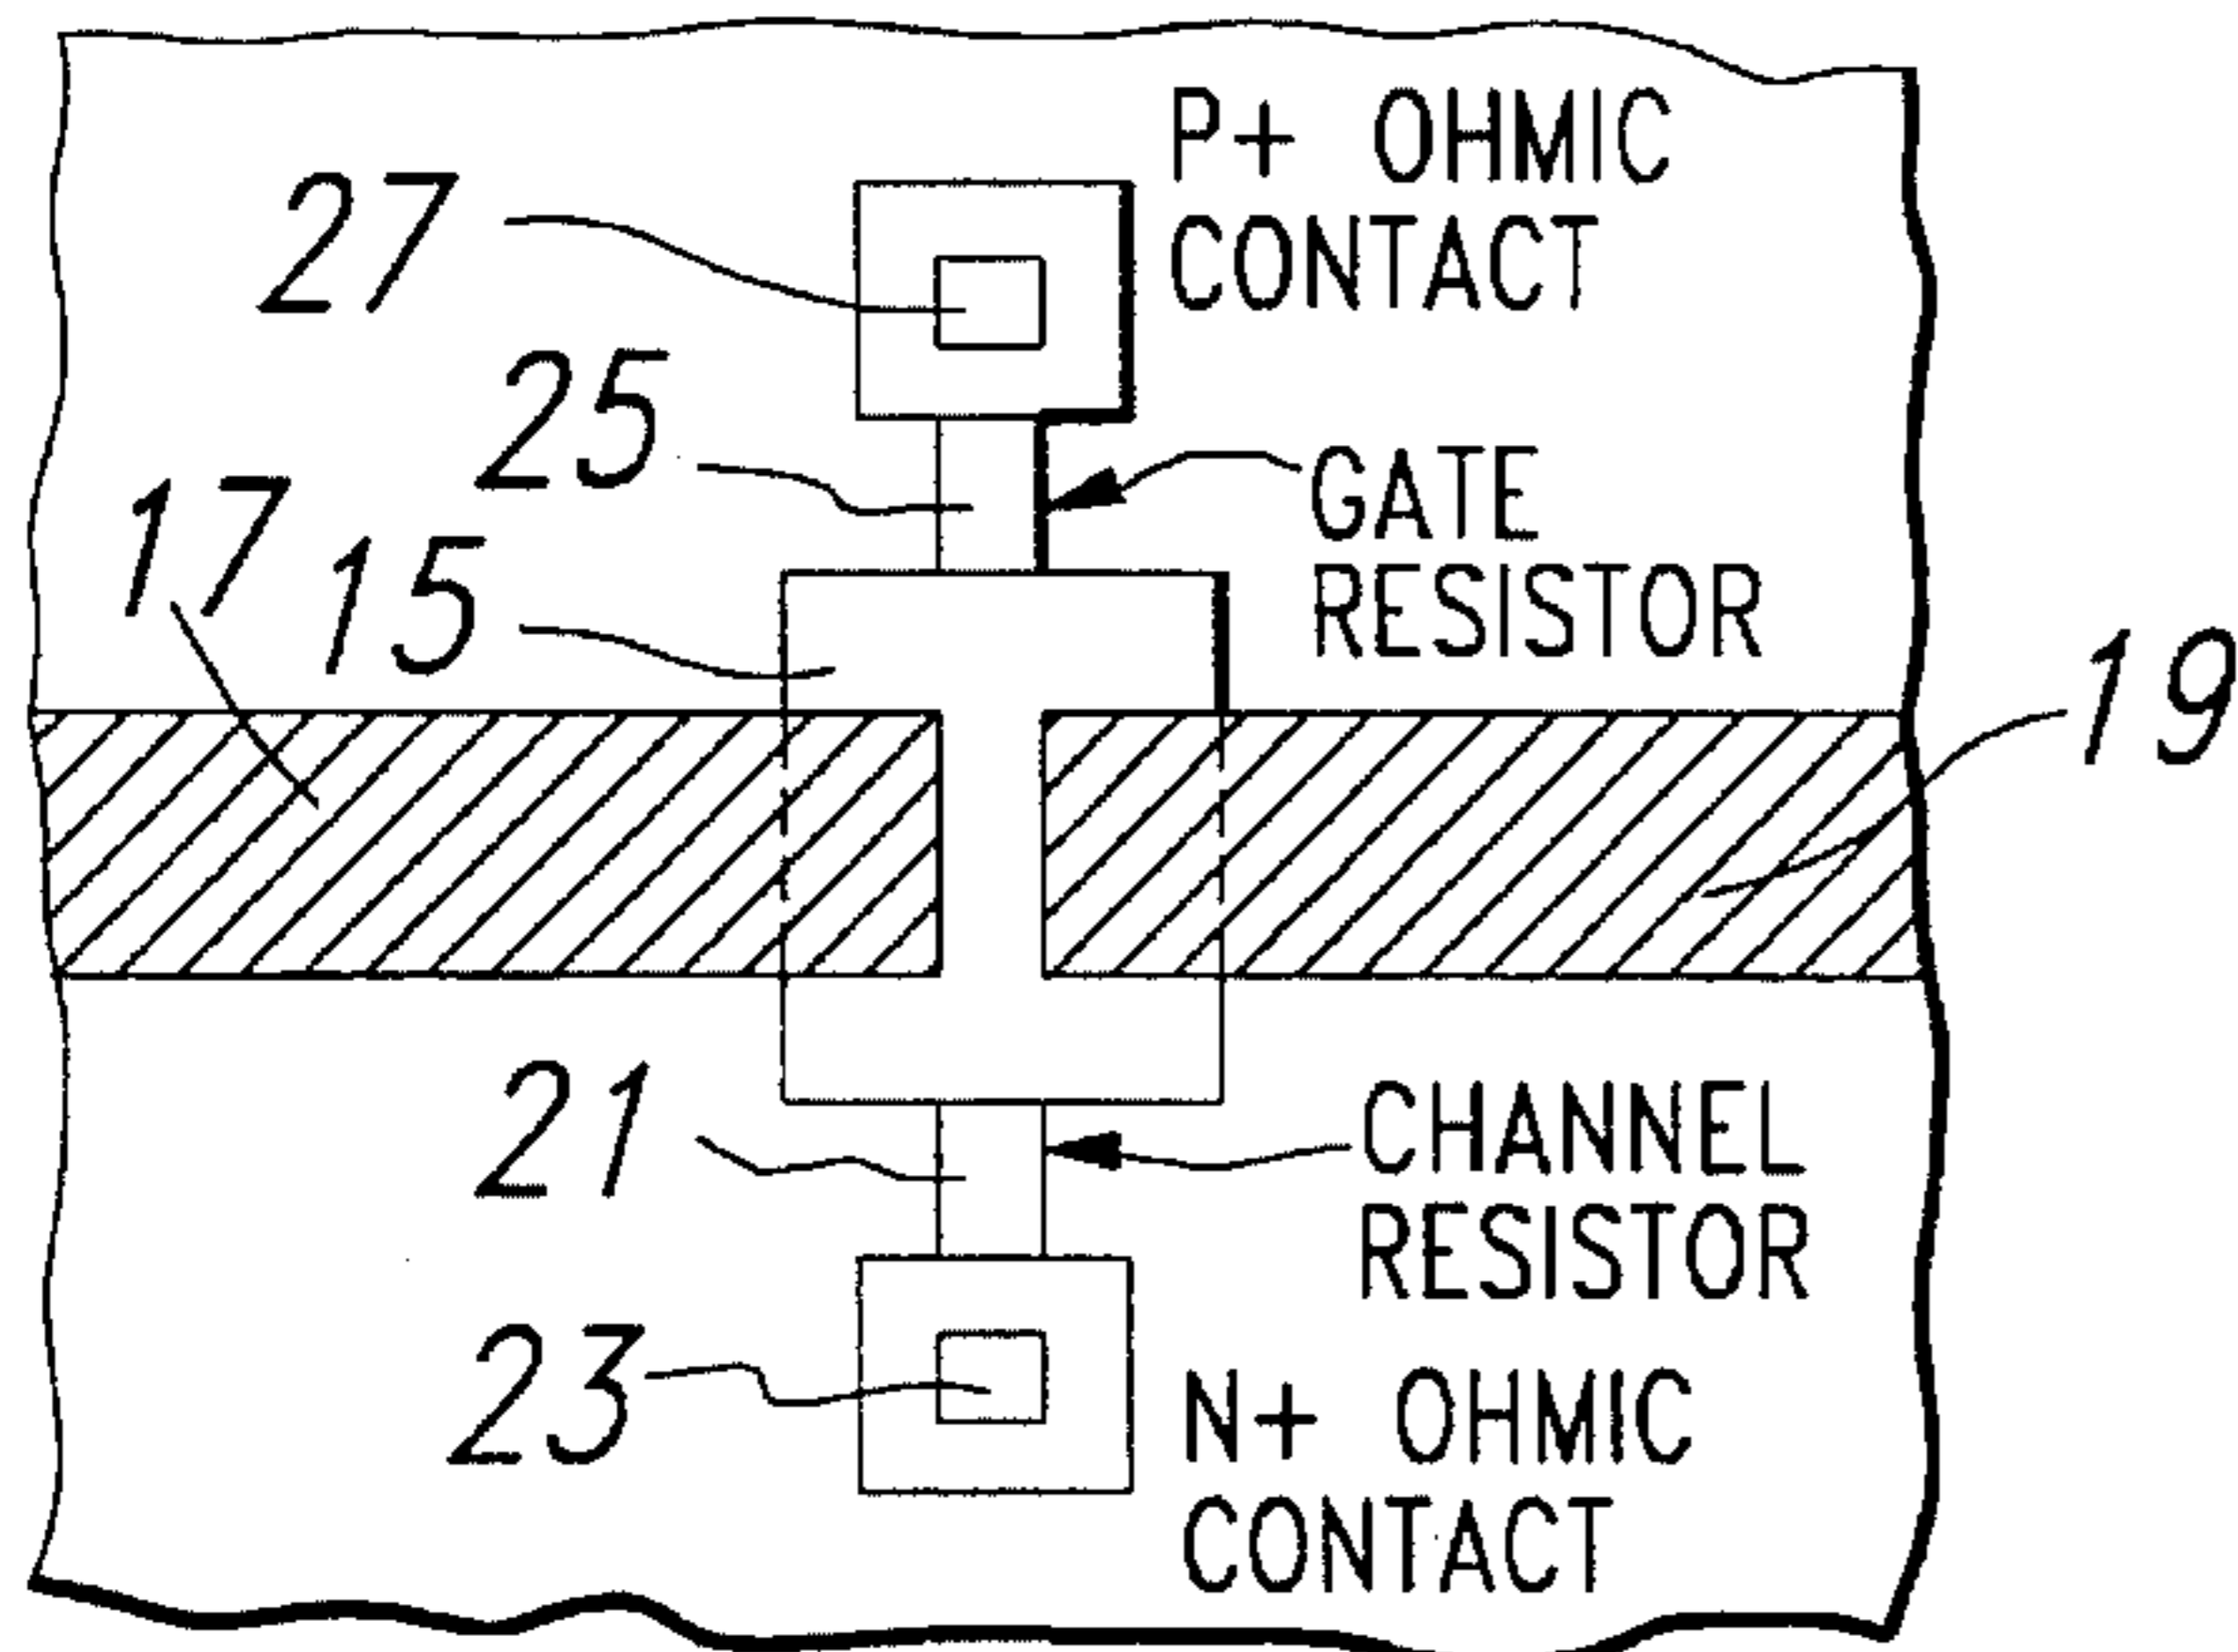 P+ OHMIC
CONTACT
27
25
GATE
RESISTOR
17
15
19
21
CHANNEL
RESISTOR
23
N+ OHMIC
CONTACT